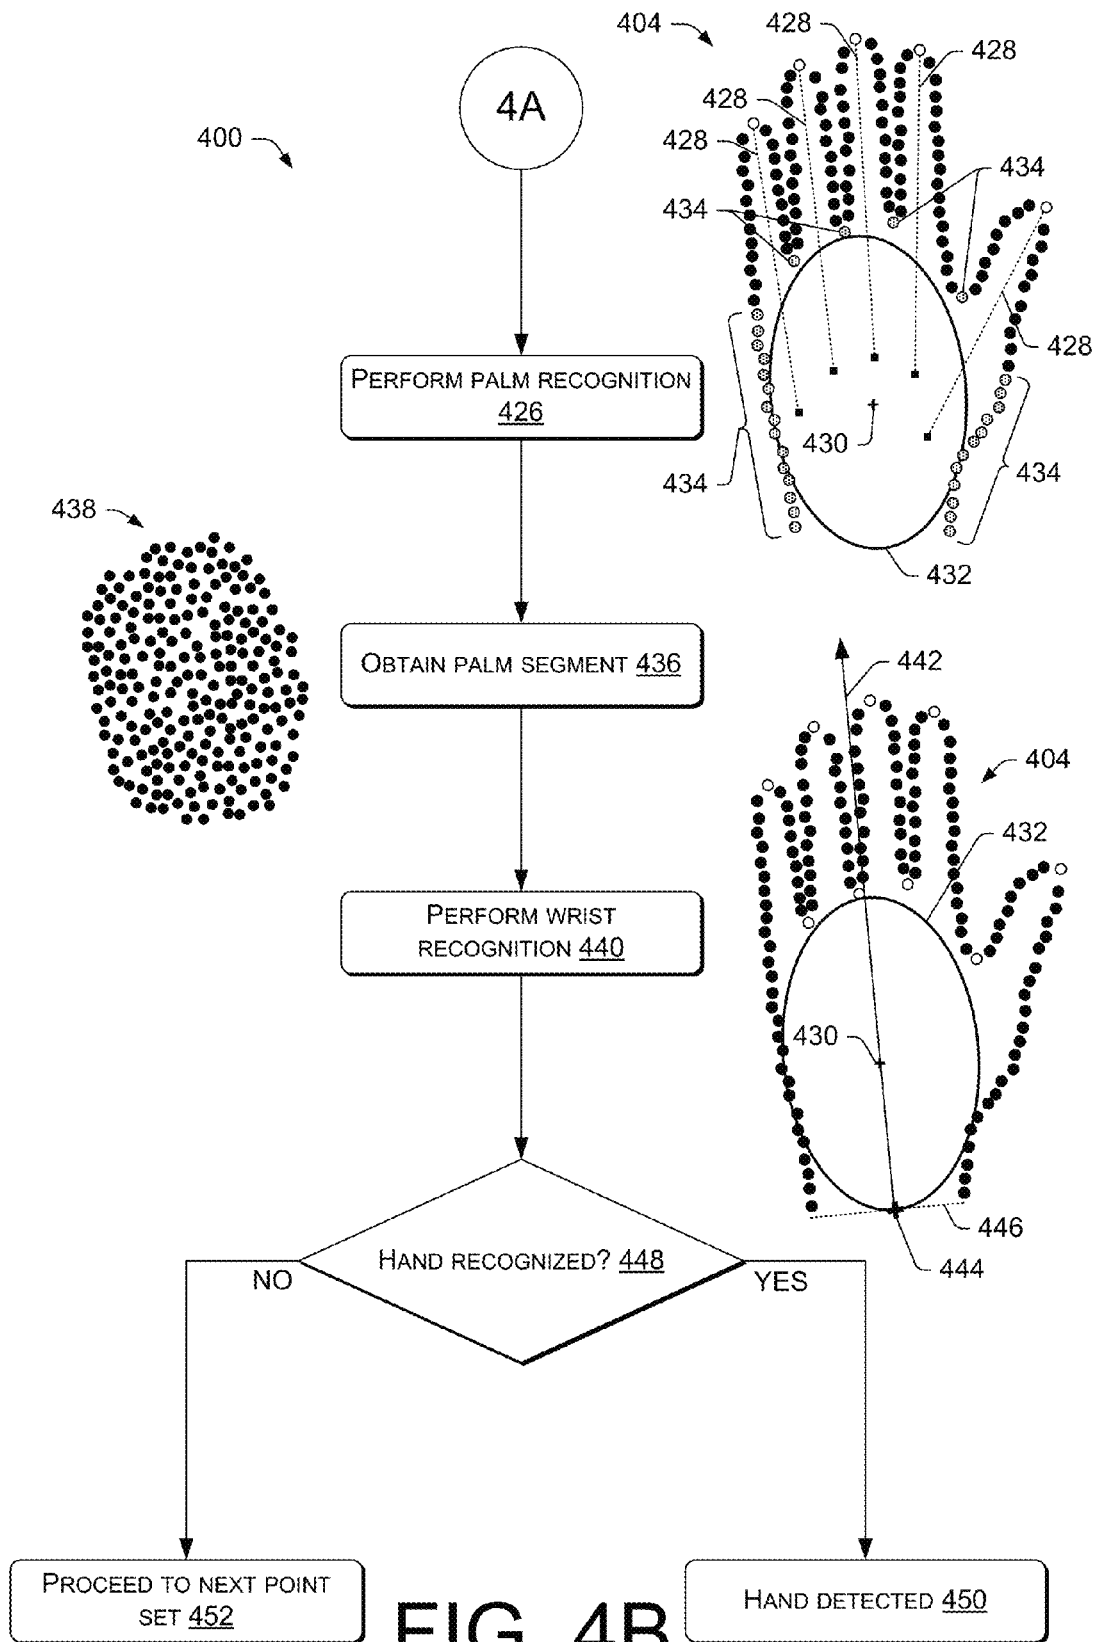 404
428
428
428
428
400
4A
434
434
428
PERFORM PALM RECOGNITION
426
430
434
434
438
432
OBTAIN PALM SEGMENT 436
442
404
432
PERFORM WRIST
RECOGNITION 440
430
446
444
HAND RECOGNIZED? 448
NO
YES
PROCEED TO NEXT POINT
SET 452
HAND DETECTED 450
FIG. 4B